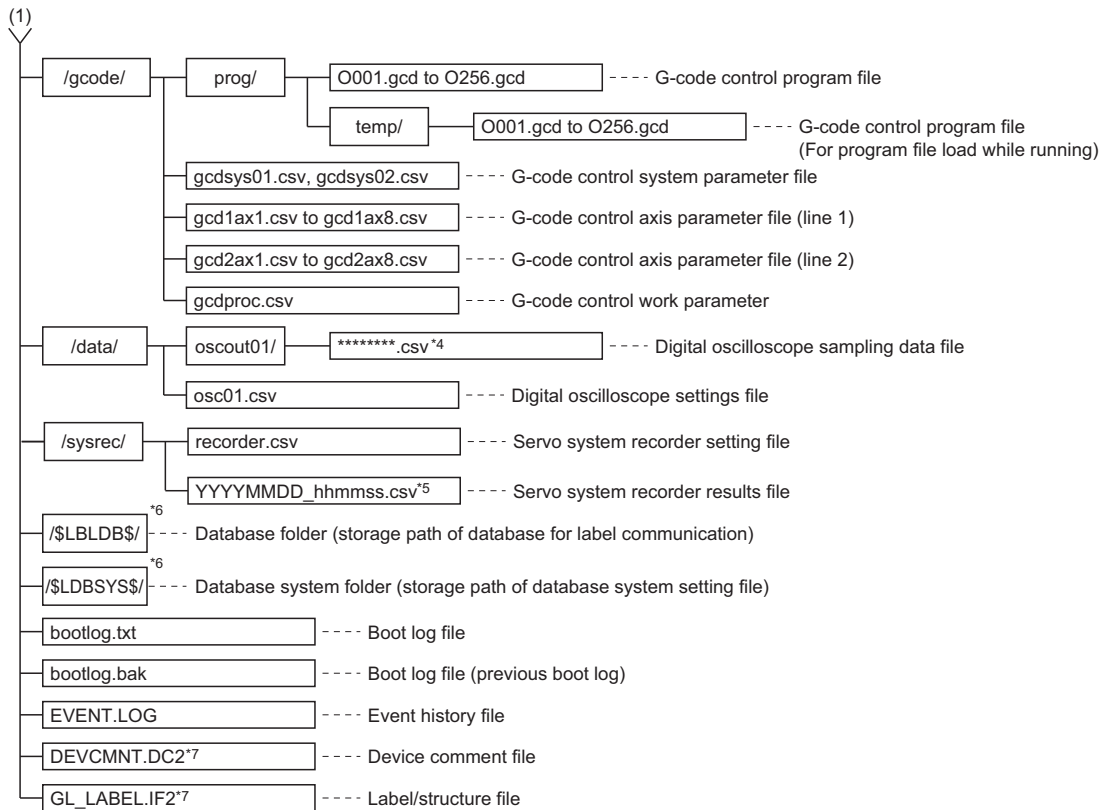 (1)
/gcode/ prog/ O001.gcd to O256.gcd G-code control program file
temp/ O001.gcd to O256.gcd G-code control program file
(For program file load while running)
gcdsys01.csv, gcdsys02.csv G-code control system parameter file
gcd1ax1.csv to gcd1ax8.csv G-code control axis parameter file (line 1)
gcd2ax1.csv to gcd2ax8.csv G-code control axis parameter file (line 2)
gcdproc.csv G-code control work parameter
/data/ oscout01/ ********.csv*4 Digital oscilloscope sampling data file
osc01.csv Digital oscilloscope settings file
/sysrec/ recorder.csv Servo system recorder setting file
YYYYMMDD_hhmmss.csv*5 Servo system recorder results file
/$LBLDB$/*6 Database folder (storage path of database for label communication)
/$LDBSYS$/*6 Database system folder (storage path of database system setting file)
bootlog.txt Boot log file
bootlog.bak Boot log file (previous boot log)
EVENT.LOG Event history file
DEVCMNT.DC2*7 Device comment file
GL_LABEL.IF2*7 Label/structure file